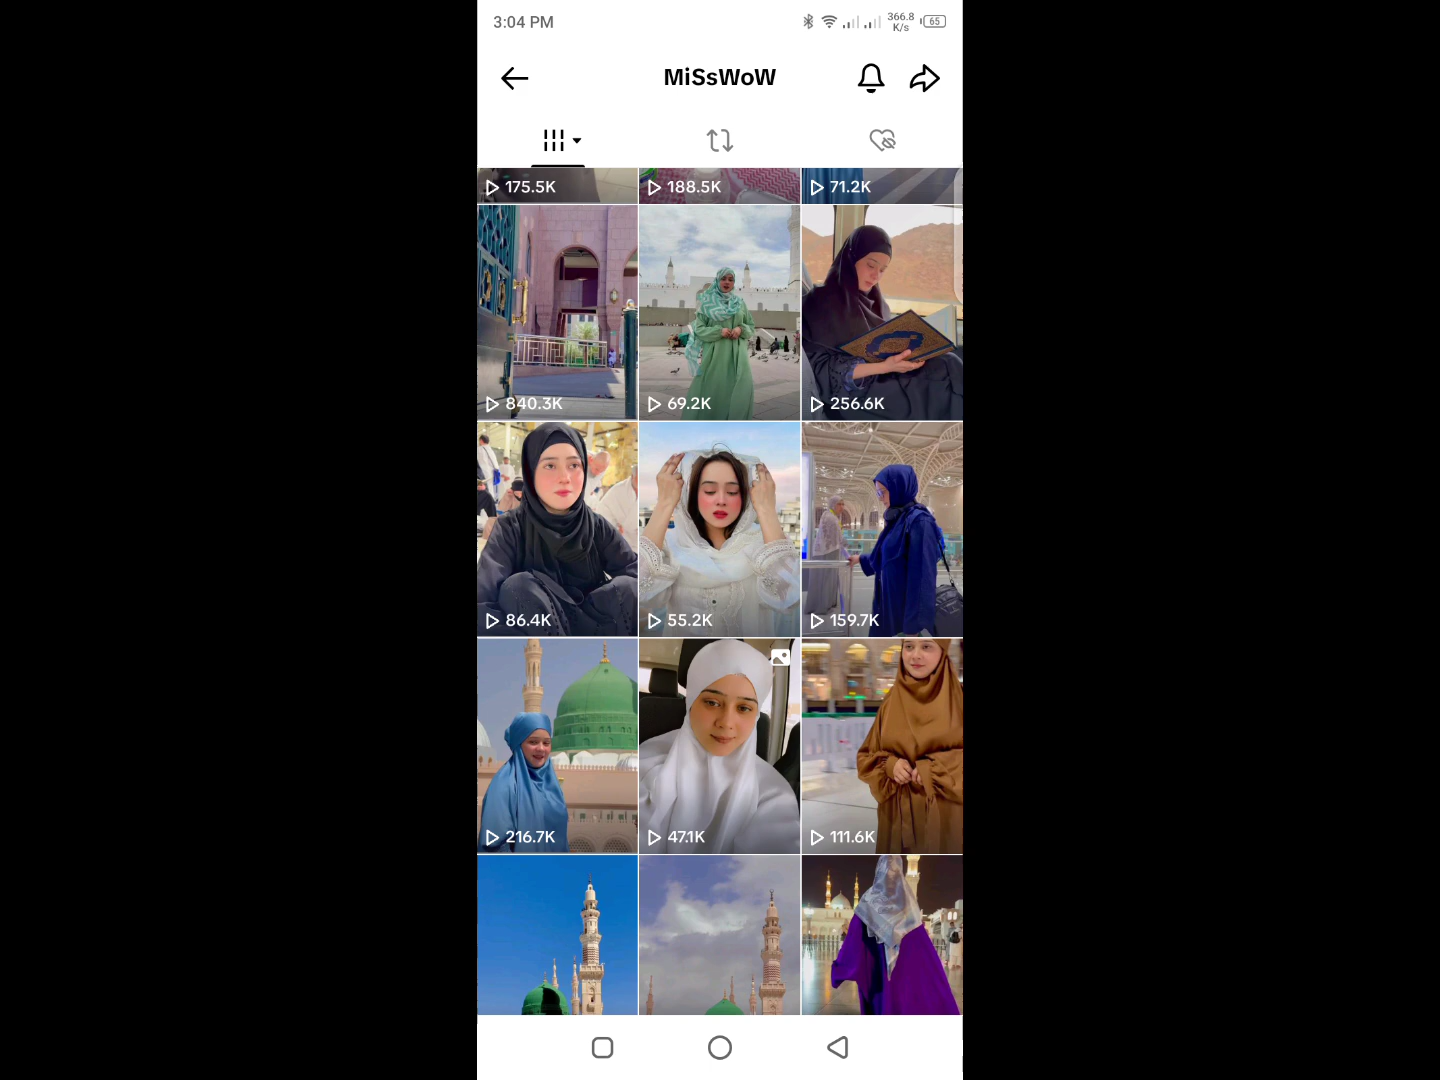 3:04 PM
366.8
K/s
65
MiSsWoW
175.5K
188.5K
71.2K
840.3K
69.2K
256.6K
86.4K
55.2K
159.7K
216.7K
47.1K
111.6K